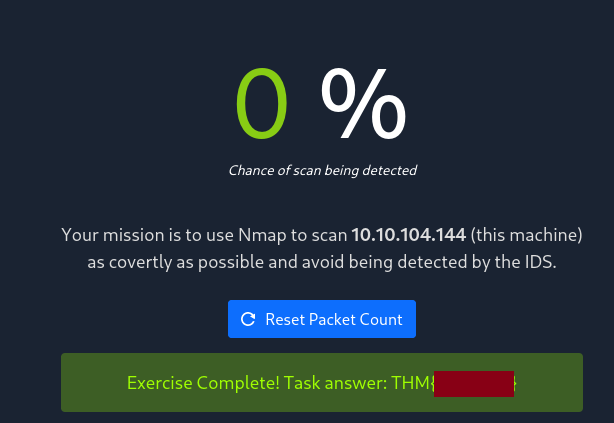 0 %
Chance of scan being detected
Your mission is to use Nmap to scan 10.10.104.144 (this machine)
as covertly as possible and avoid being detected by the IDS.
Reset Packet Count
Exercise Complete! Task answer: THM{ }